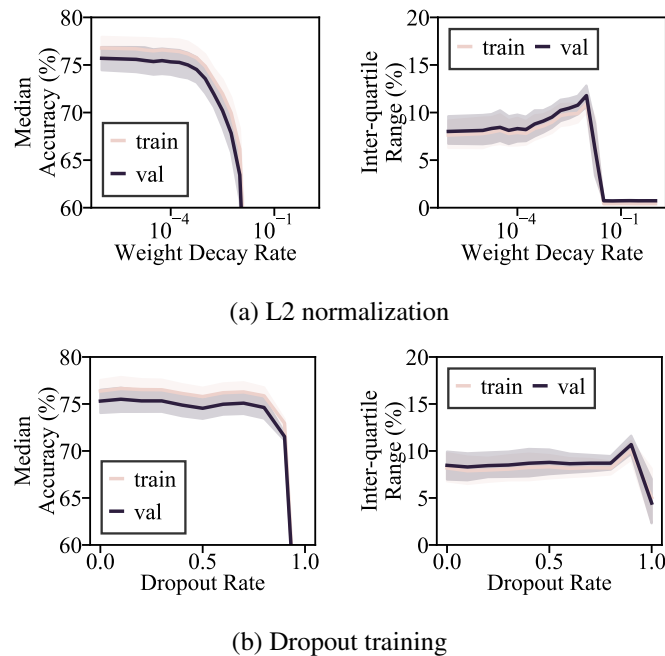 80
75
70
65
60
Median
Accuracy (%)
train
val
10⁻⁴
10⁻¹
Weight Decay Rate
20
15
10
5
0
Inter-quartile
Range (%)
train val
10⁻⁴
10⁻¹
Weight Decay Rate
(a) L2 normalization
80
75
70
65
60
Median
Accuracy (%)
train
val
0.0 0.5 1.0
Dropout Rate
20
15
10
5
0
Inter-quartile
Range (%)
train val
0.0 0.5 1.0
Dropout Rate
(b) Dropout training